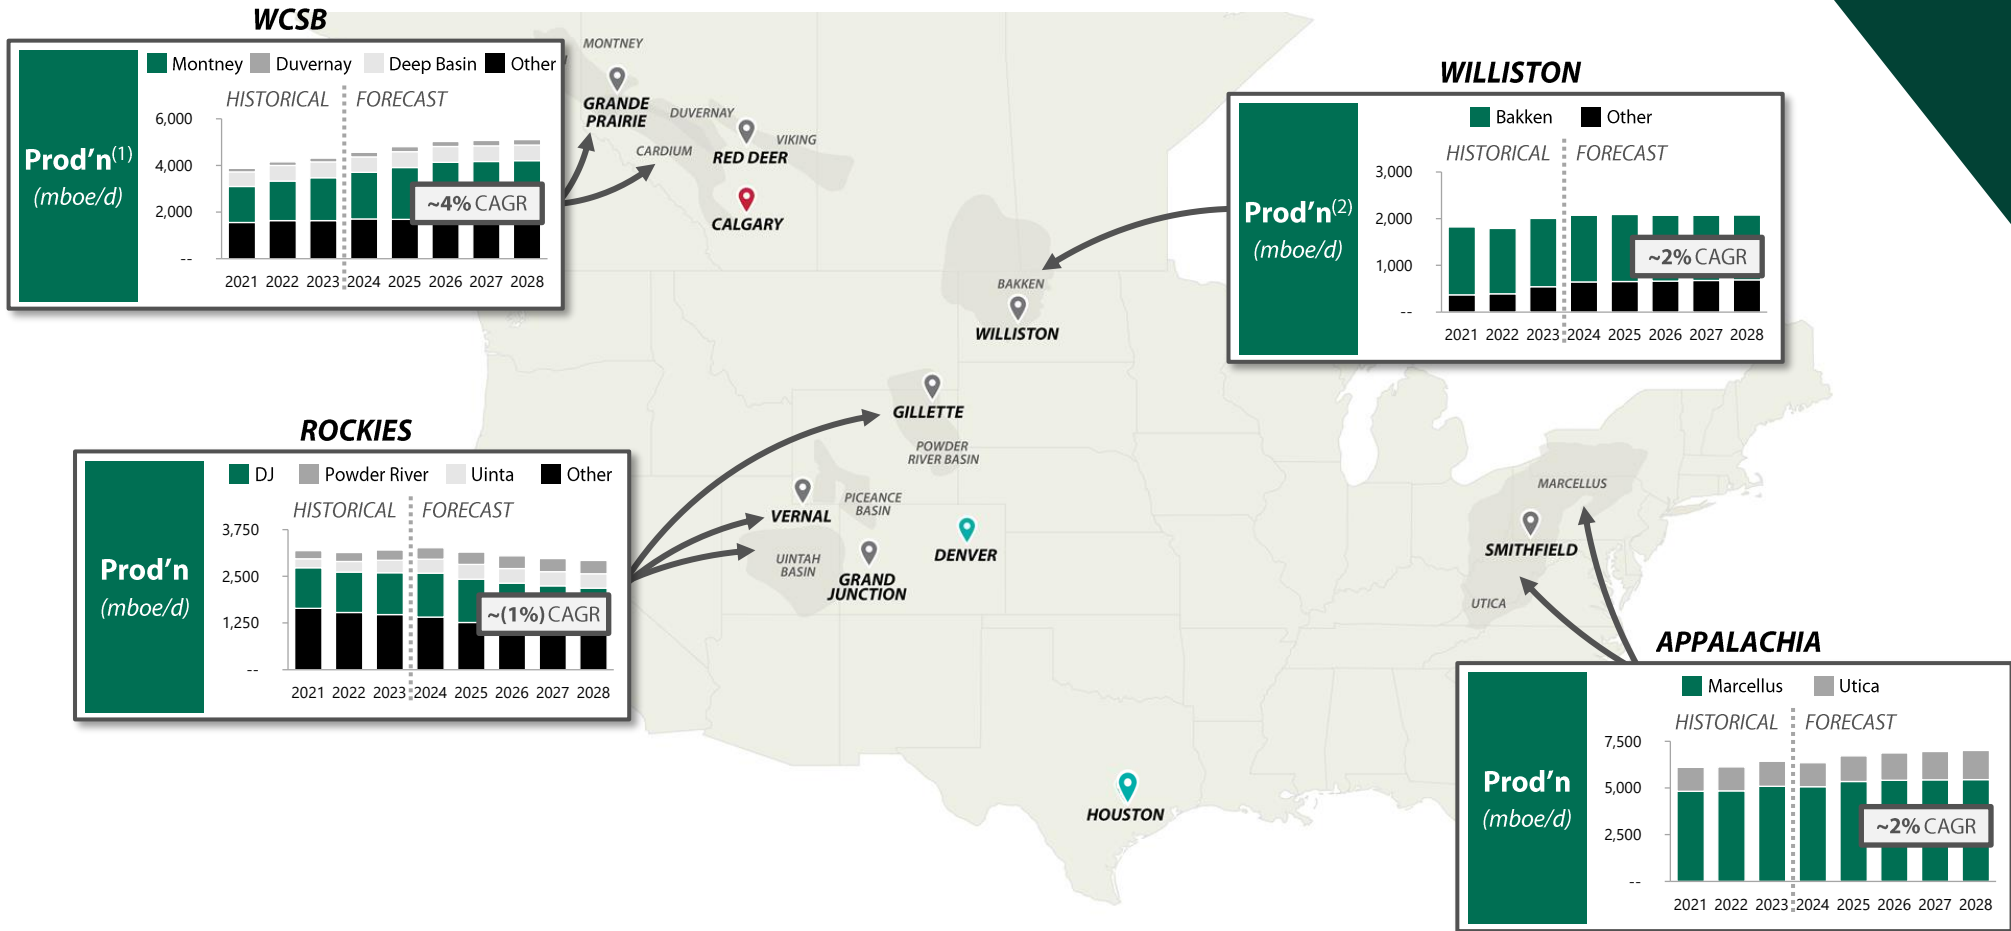 WCSB
Montney Duvernay Deep Basin Other
HISTORICAL FORECAST
Prod'n(1)
(mboe/d)
6,000
4,000
2,000
--
~4% CAGR
2021 2022 2023 2024 2025 2026 2027 2028
MONTNEY
GRANDE
PRAIRIE
DUVERNAY
VIKING
CARDIUM
RED DEER
CALGARY
WILLISTON
Bakken Other
HISTORICAL FORECAST
Prod'n(2)
(mboe/d)
3,000
2,000
1,000
--
~2% CAGR
2021 2022 2023 2024 2025 2026 2027 2028
BAKKEN
WILLISTON
GILLETTE
POWDER
RIVER BASIN
ROCKIES
DJ Powder River Uinta Other
HISTORICAL FORECAST
Prod'n
(mboe/d)
3,750
2,500
1,250
--
~(1%) CAGR
2021 2022 2023 2024 2025 2026 2027 2028
VERNAL
PICEANCE
BASIN
DENVER
UINTAH
BASIN
GRAND
JUNCTION
MARCELLUS
SMITHFIELD
UTICA
HOUSTON
APPALACHIA
Marcellus Utica
HISTORICAL FORECAST
Prod'n
(mboe/d)
7,500
5,000
2,500
--
~2% CAGR
2021 2022 2023 2024 2025 2026 2027 2028